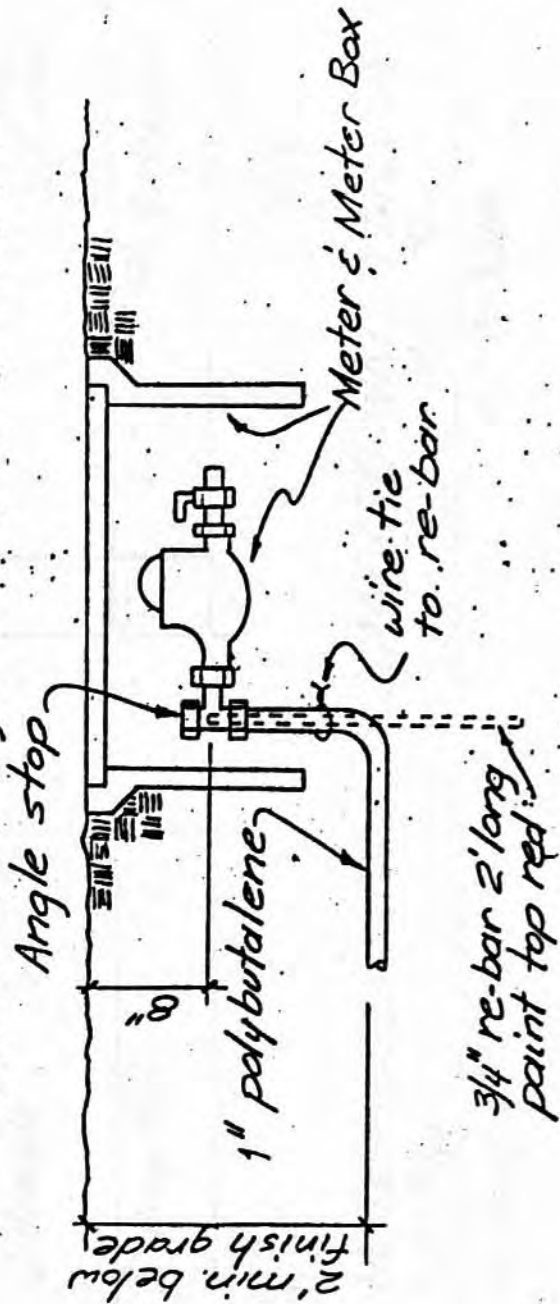 Angle stop
8"
1" polybutalene
2' min. below
finish grade
Meter & Meter Box
wire-tie
to re-bar
3/4" re-bar 2' long
paint top red